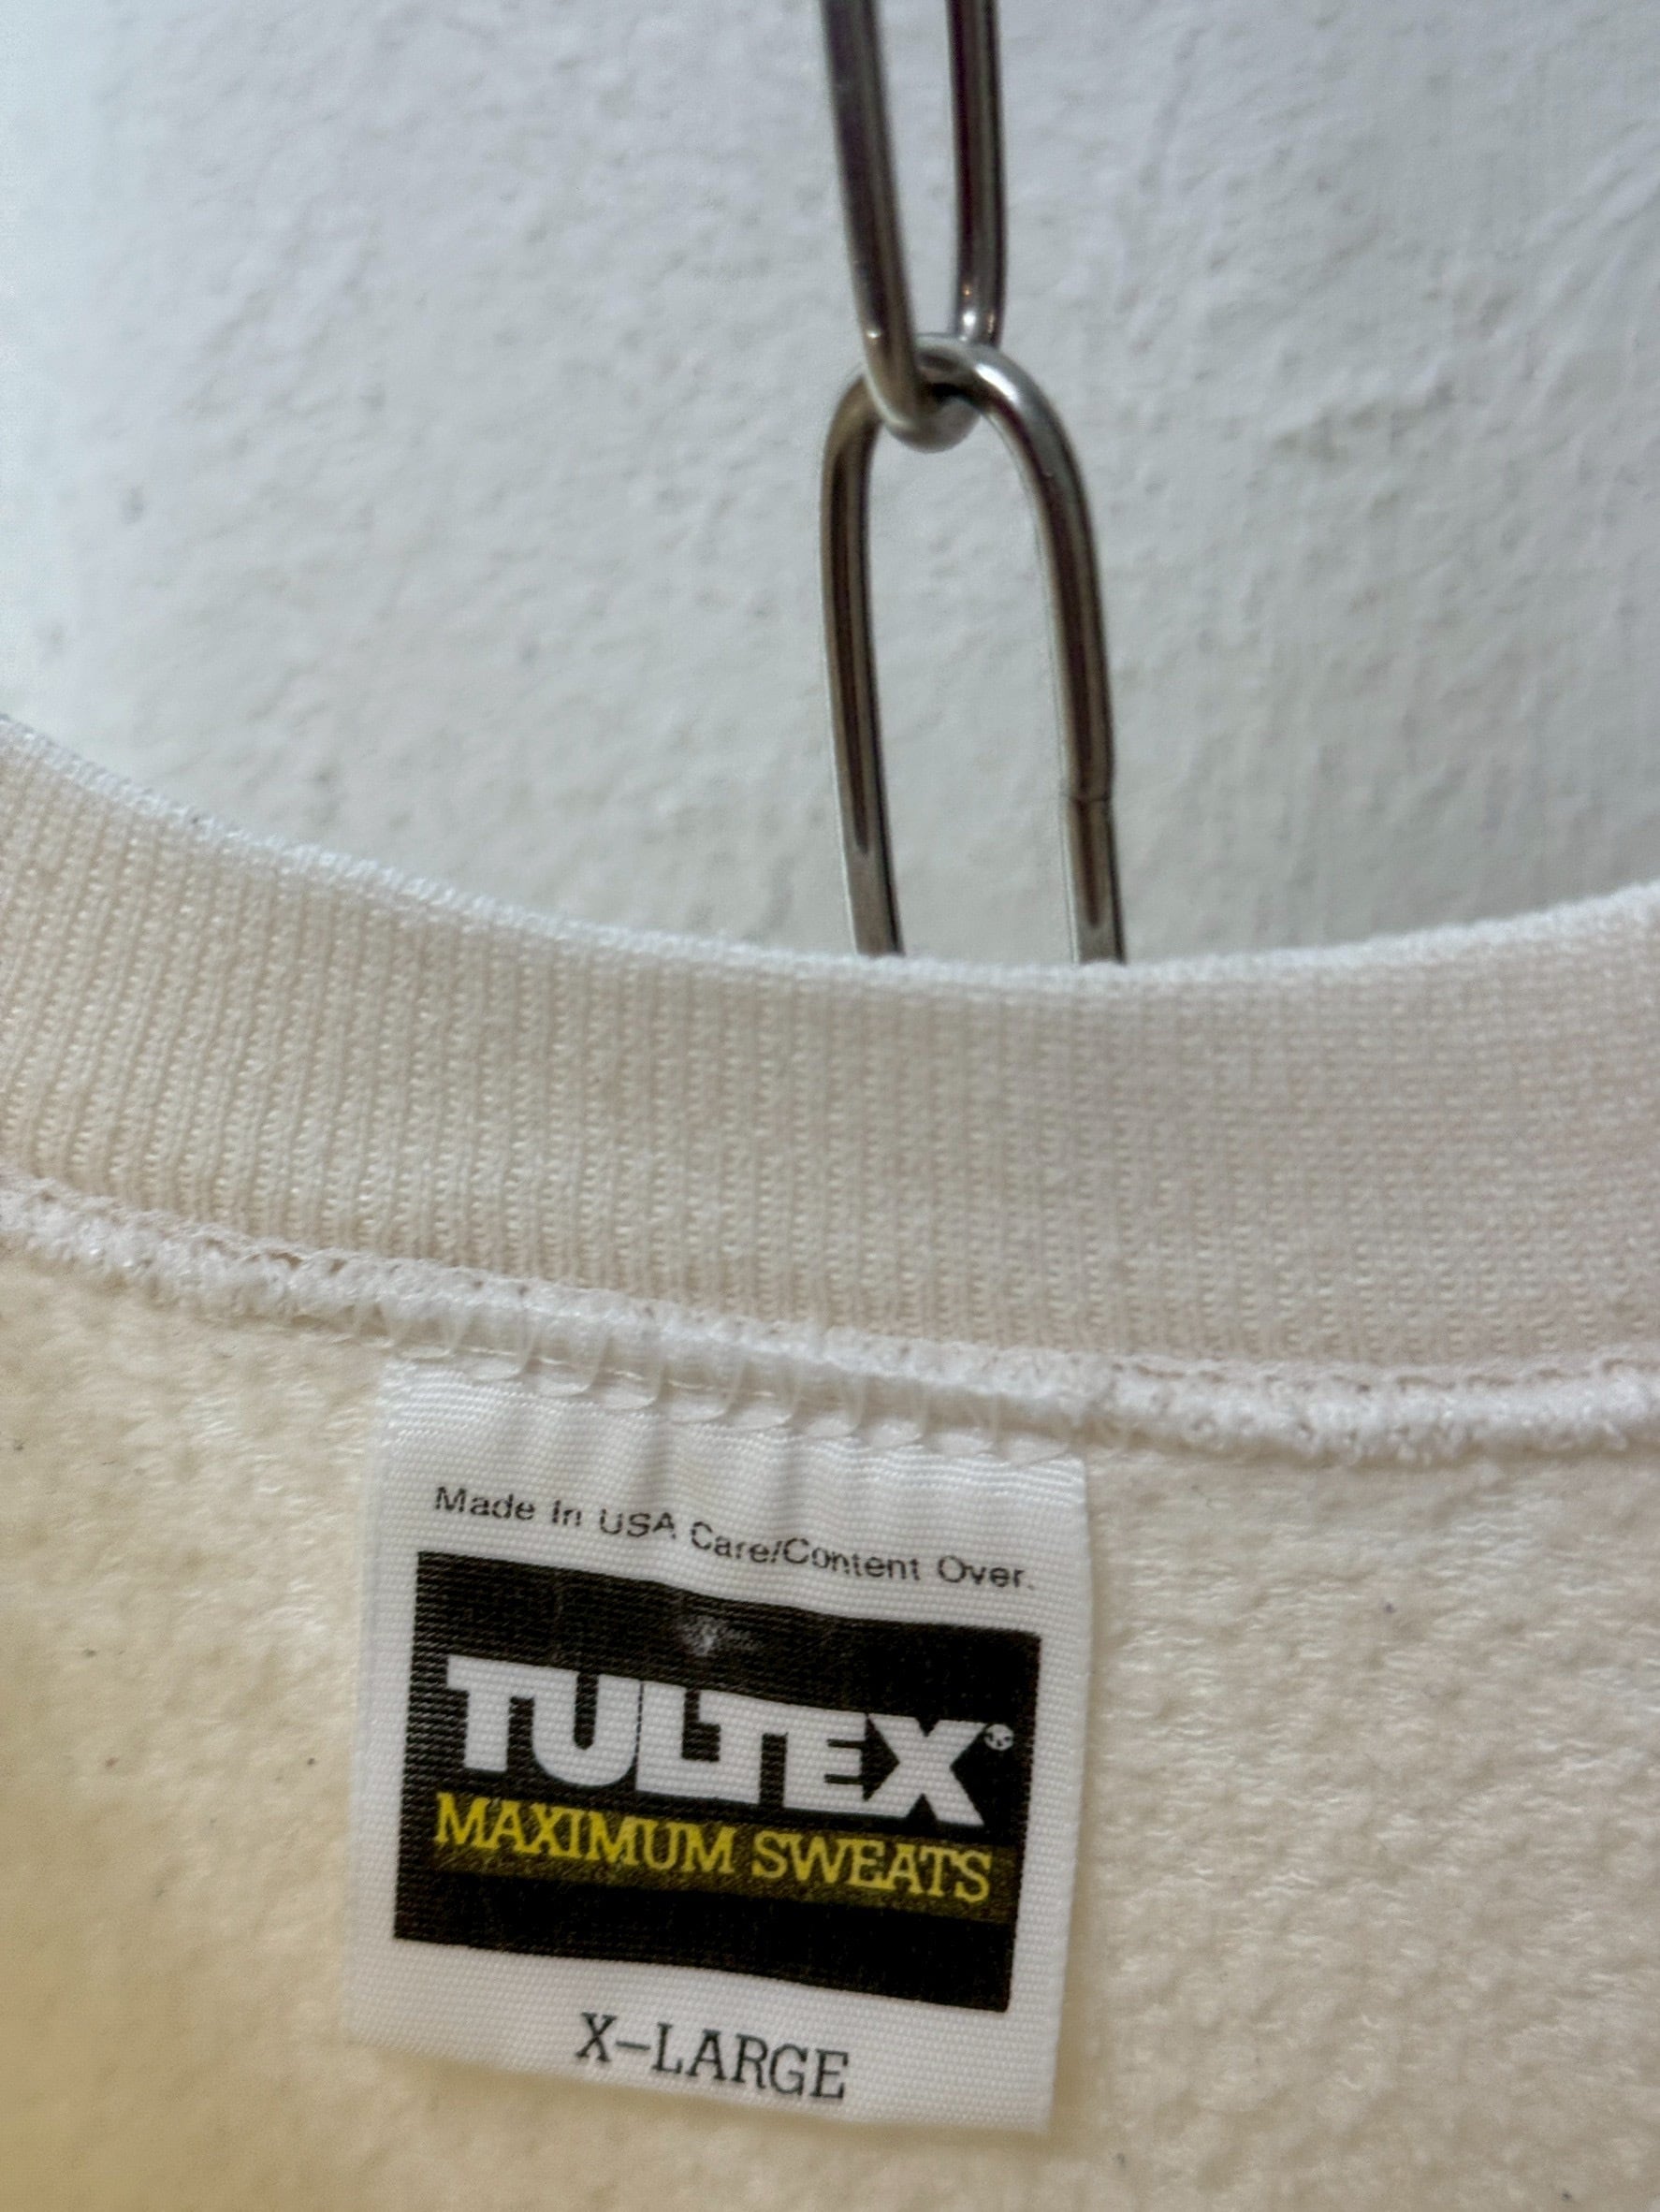 Made In USA Care/Content Over.
TULTEX®
MAXIMUM SWEATS
X-LARGE